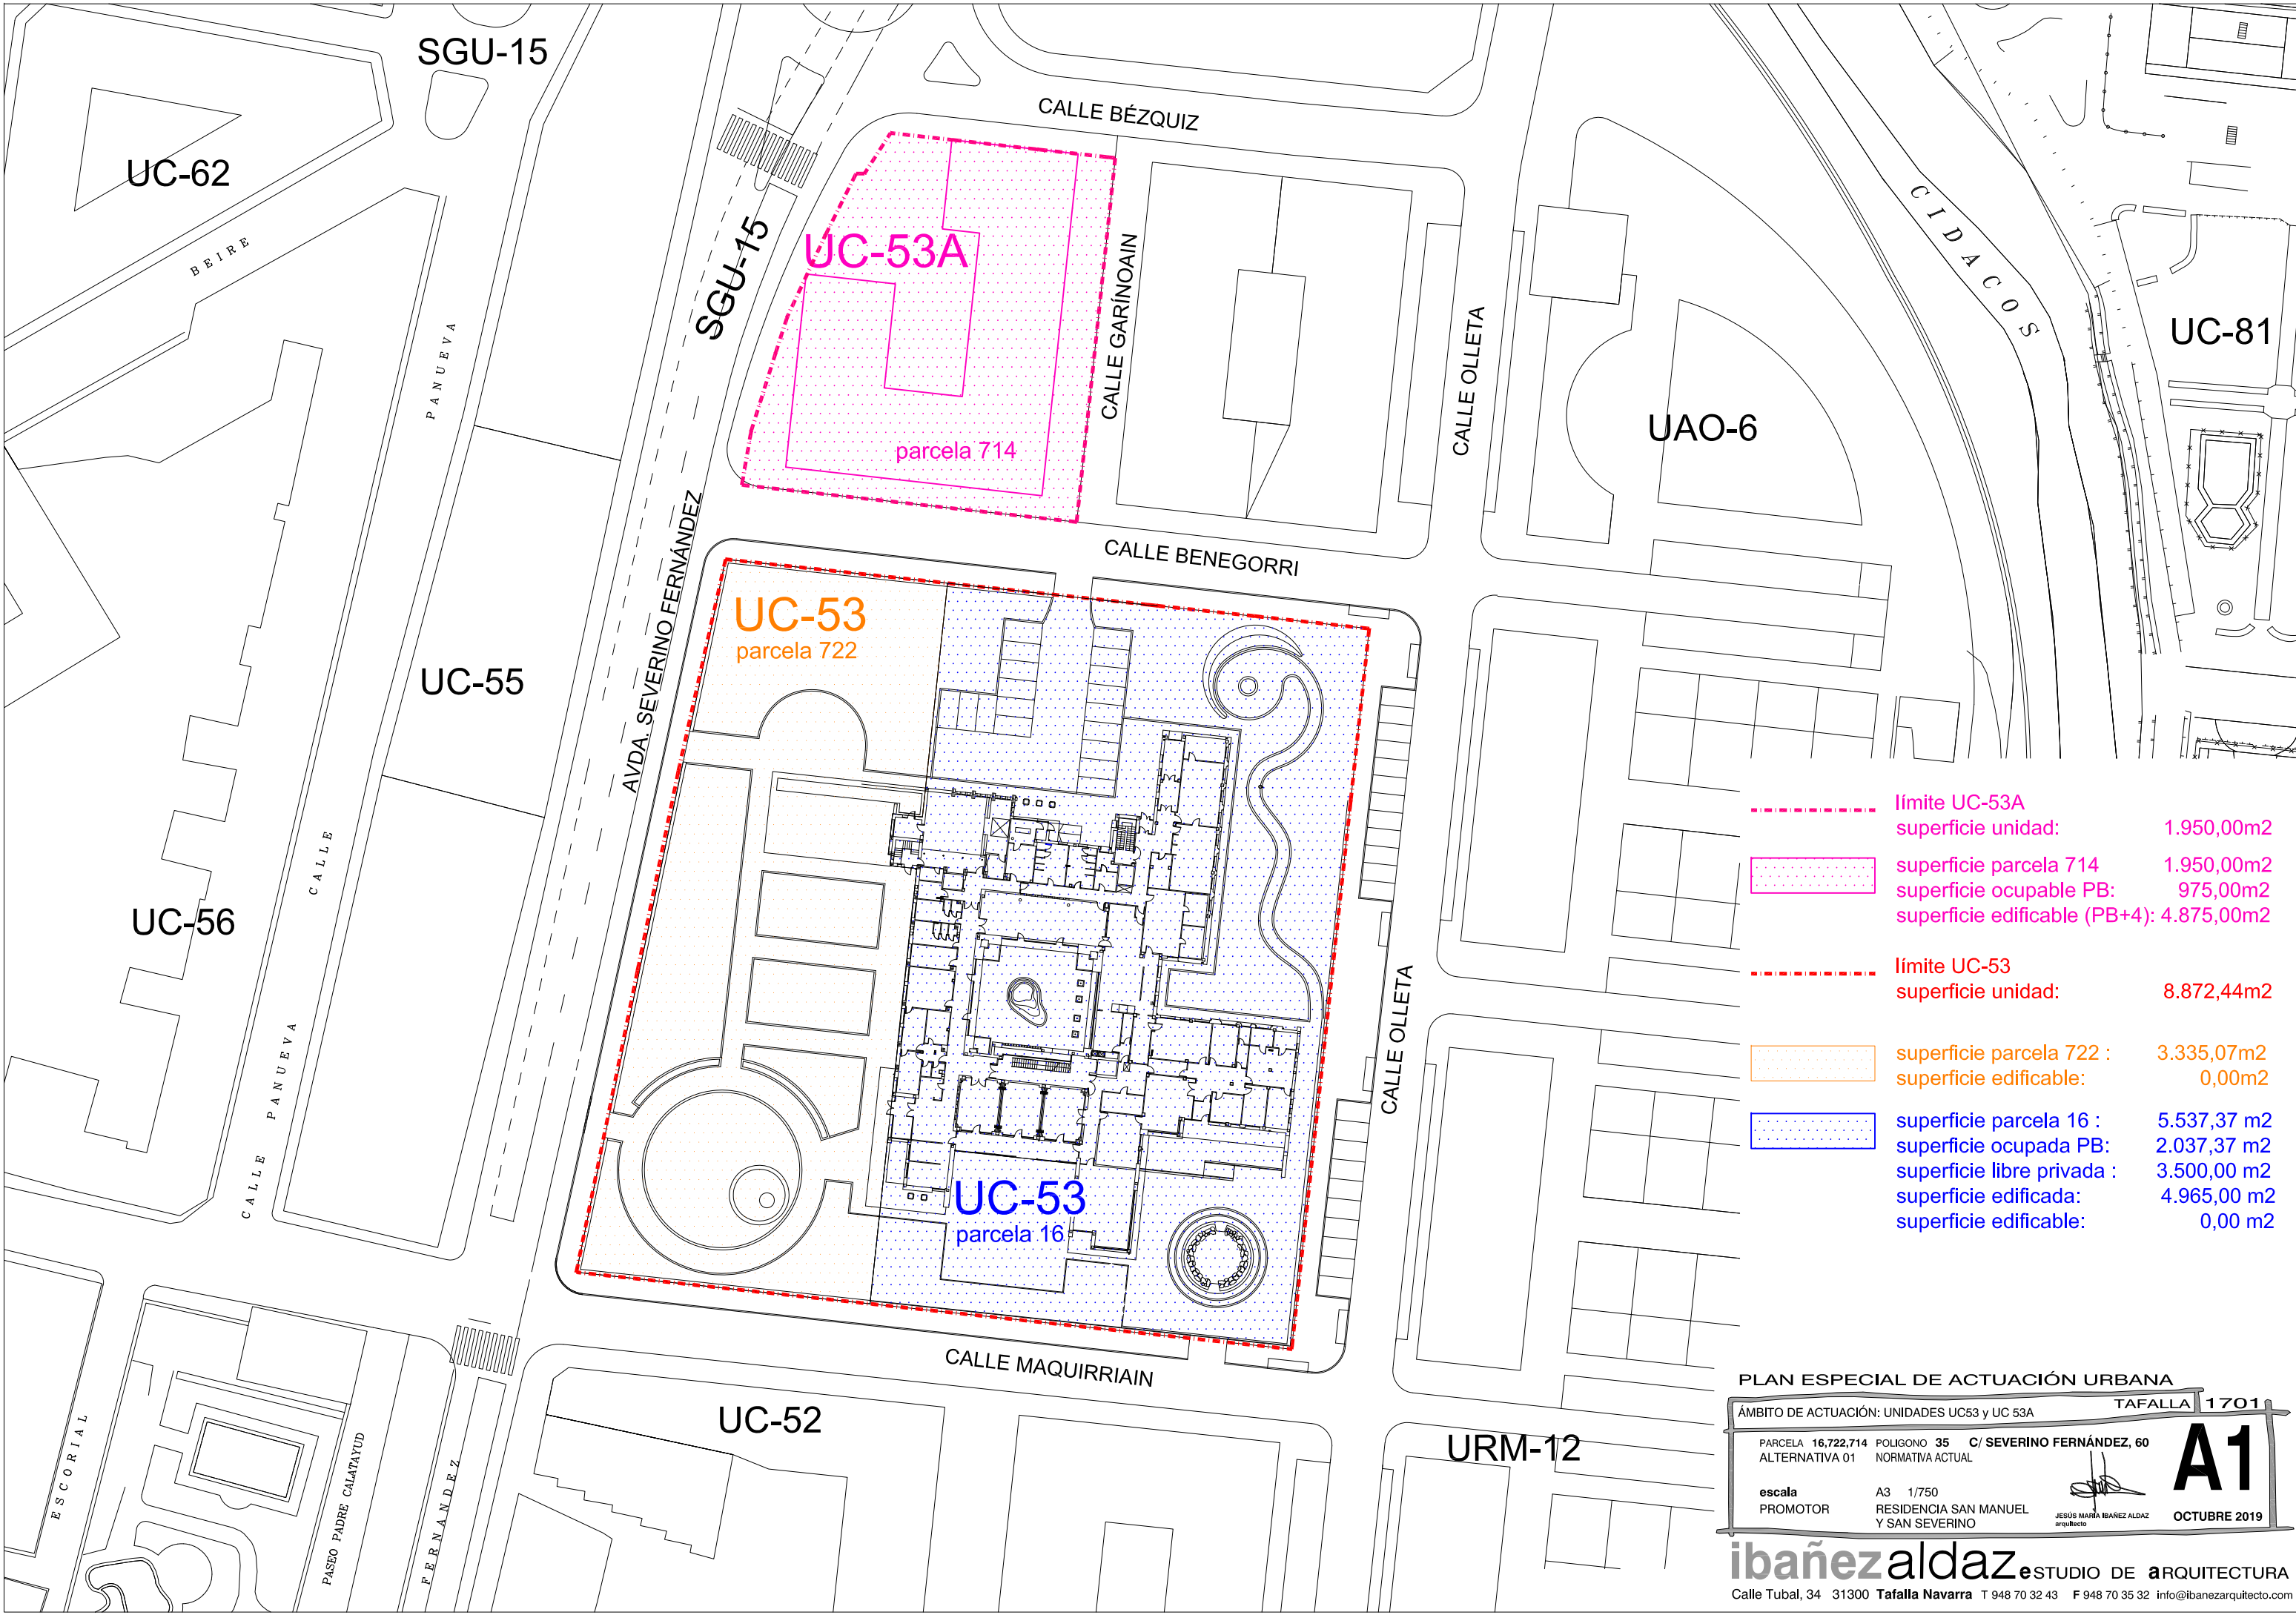 SGU-15
UC-62
BEIRE
PANUEVA
CALLE BÉZQUIZ
SGU-15
UC-53A
parcela 714
CALLE GARÍNOAIN
CALLE OLLETA
UAO-6
CIDACOS
UC-81
CALLE BENEGORRI
AVDA. SEVERINO FERNÁNDEZ
UC-53
parcela 722
UC-55
CALLE
UC-56
CALLE PANUEVA
CALLE OLLETA
UC-53
parcela 16
CALLE MAQUIRRIAIN
UC-52
URM-12
ESCORIAL
PASEO PADRE CALATAYUD
FERNANDEZ
límite UC-53A
superficie unidad: 1.950,00m2
superficie parcela 714 1.950,00m2
superficie ocupable PB: 975,00m2
superficie edificable (PB+4): 4.875,00m2
límite UC-53
superficie unidad: 8.872,44m2
superficie parcela 722 : 3.335,07m2
superficie edificable: 0,00m2
superficie parcela 16 : 5.537,37 m2
superficie ocupada PB: 2.037,37 m2
superficie libre privada : 3.500,00 m2
superficie edificada: 4.965,00 m2
superficie edificable: 0,00 m2
PLAN ESPECIAL DE ACTUACIÓN URBANA
TAFALLA 1701
ÁMBITO DE ACTUACIÓN: UNIDADES UC53 y UC 53A
PARCELA 16,722,714 POLIGONO 35 C/ SEVERINO FERNÁNDEZ, 60
ALTERNATIVA 01 NORMATIVA ACTUAL
A1
escala A3 1/750
PROMOTOR RESIDENCIA SAN MANUEL
Y SAN SEVERINO
JESÚS MARÍA IBAÑEZ ALDAZ
arquitecto
OCTUBRE 2019
ibañezaldaz eSTUDIO DE aRQUITECTURA
Calle Tubal, 34 31300 Tafalla Navarra T 948 70 32 43 F 948 70 35 32 info@ibanezarquitecto.com